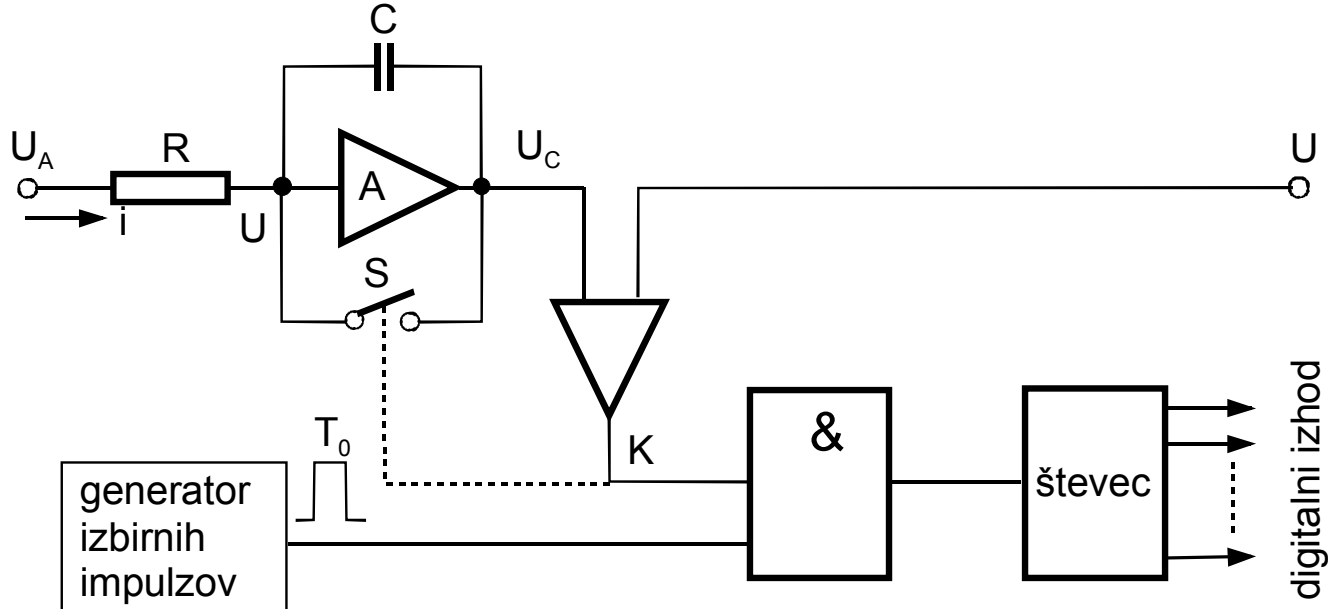 C
U_A
R
U_C
U
i
U
A
S
T_0
K
&
generator
izbirnih
impulzov
števec
digitalni izhod